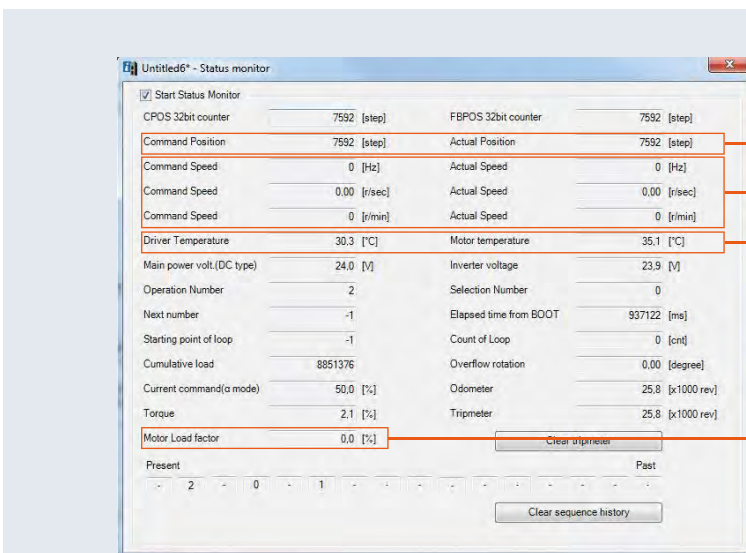 Untitled6* - Status monitor
Start Status Monitor
CPOS 32bit counter 7592 [step] FBPOS 32bit counter 7592 [step]
Command Position 7592 [step] Actual Position 7592 [step]
Command Speed 0 [Hz] Actual Speed 0 [Hz]
Command Speed 0,00 [r/sec] Actual Speed 0,00 [r/sec]
Command Speed 0 [r/min] Actual Speed 0 [r/min]
Driver Temperature 30,3 [°C] Motor temperature 35,1 [°C]
Main power volt.(DC type) 24,0 [V] Inverter voltage 23,9 [V]
Operation Number 2 Selection Number 0
Next number -1 Elapsed time from BOOT 937122 [ms]
Starting point of loop -1 Count of Loop 0 [cnt]
Cumulative load 8851376 Overflow rotation 0,00 [degree]
Current command(α mode) 50,0 [%] Odometer 25,8 [x1000 rev]
Torque 2,1 [%] Tripmeter 25,8 [x1000 rev]
Motor Load factor 0,0 [%] Clear tripmeter
Present Past
- 2 - 0 - 1 - - - - - - - - - -
Clear sequence history